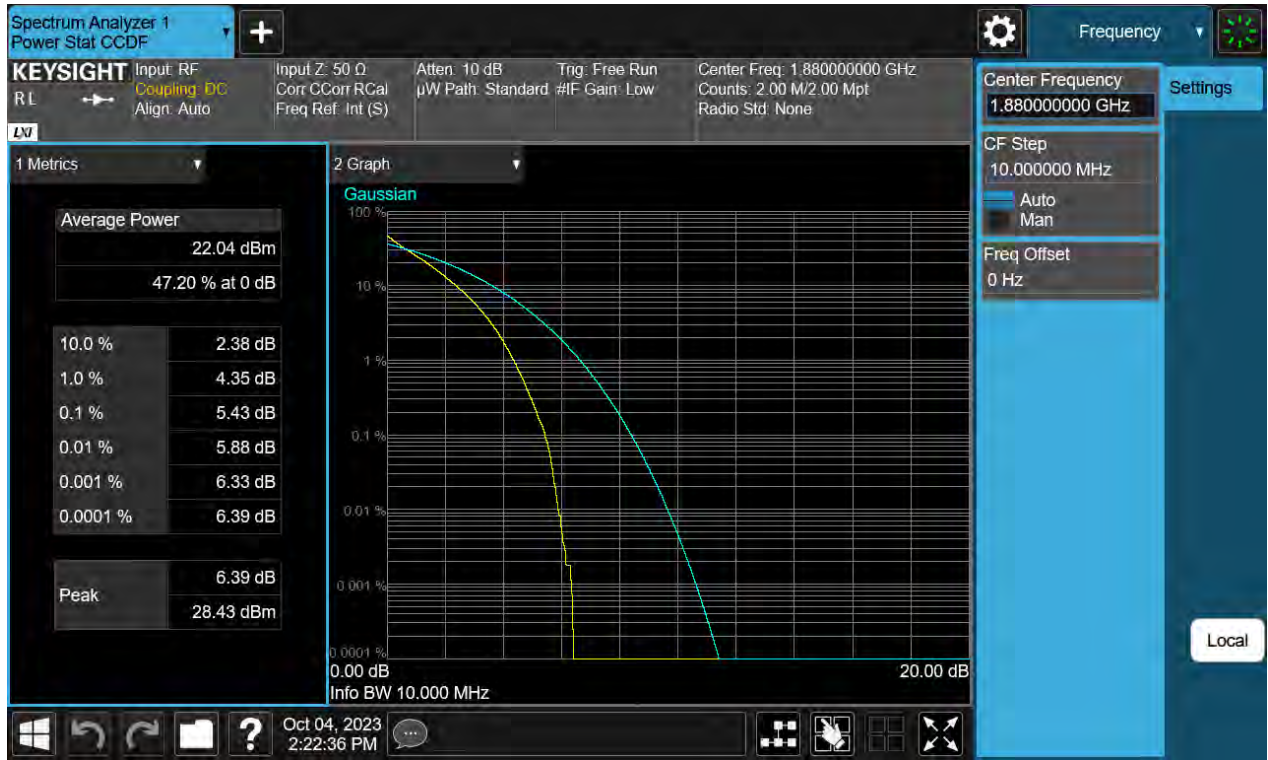 Spectrum Analyzer 1
Power Stat CCDF
Frequency
KEYSIGHT
RL
LXI
Input: RF
Coupling: DC
Align: Auto
Input Z: 50 Ω
Corr CCorr RCal
Freq Ref: Int (S)
Atten: 10 dB
µW Path: Standard
Trig: Free Run
#IF Gain: Low
Center Freq: 1.880000000 GHz
Counts: 2.00 M/2.00 Mpt
Radio Std: None
Center Frequency
1.880000000 GHz
Settings
CF Step
10.000000 MHz
Auto
Man
Freq Offset
0 Hz
Local
1 Metrics
Average Power
22.04 dBm
47.20 % at 0 dB
10.0 % 2.38 dB
1.0 % 4.35 dB
0.1 % 5.43 dB
0.01 % 5.88 dB
0.001 % 6.33 dB
0.0001 % 6.39 dB
Peak
6.39 dB
28.43 dBm
2 Graph
Gaussian
100 %
10 %
1 %
0.1 %
0.01 %
0.001 %
0.0001 %
0.00 dB 20.00 dB
Info BW 10.000 MHz
?
Oct 04, 2023
2:22:36 PM